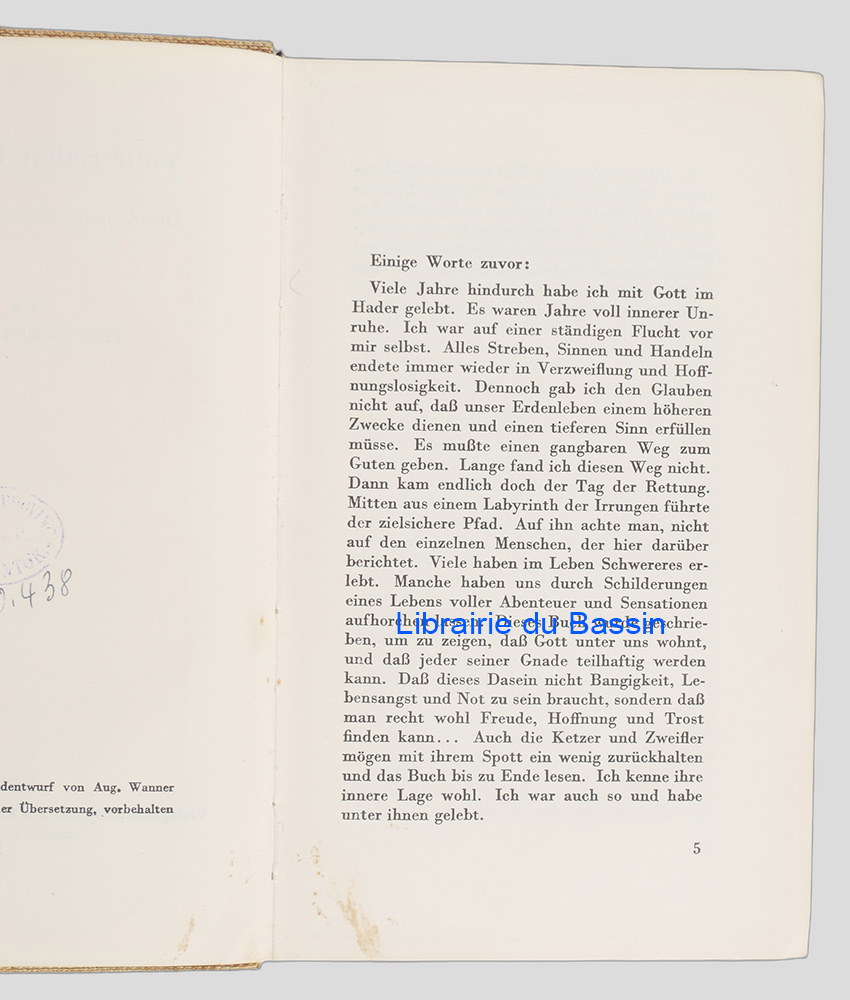 dentwurf von Aug. Wanner
er Übersetzung, vorbehalten
438
Einige Worte zuvor:
Viele Jahre hindurch habe ich mit Gott im
Hader gelebt. Es waren Jahre voll innerer Un-
ruhe. Ich war auf einer ständigen Flucht vor
mir selbst. Alles Streben, Sinnen und Handeln
endete immer wieder in Verzweiflung und Hoff-
nungslosigkeit. Dennoch gab ich den Glauben
nicht auf, daß unser Erdenleben einem höheren
Zwecke dienen und einen tieferen Sinn erfüllen
müsse. Es mußte einen gangbaren Weg zum
Guten geben. Lange fand ich diesen Weg nicht.
Dann kam endlich doch der Tag der Rettung.
Mitten aus einem Labyrinth der Irrungen führte
der zielsichere Pfad. Auf ihn achte man, nicht
auf den einzelnen Menschen, der hier darüber
berichtet. Viele haben im Leben Schwereres er-
lebt. Manche haben uns durch Schilderungen
eines Lebens voller Abenteuer und Sensationen
aufhorchen lassen. Dieses Buch wurde geschrie-
Librairie du Bassin
ben, um zu zeigen, daß Gott unter uns wohnt,
und daß jeder seiner Gnade teilhaftig werden
kann. Daß dieses Dasein nicht Bangigkeit, Le-
bensangst und Not zu sein braucht, sondern daß
man recht wohl Freude, Hoffnung und Trost
finden kann... Auch die Ketzer und Zweifler
mögen mit ihrem Spott ein wenig zurückhalten
und das Buch bis zu Ende lesen. Ich kenne ihre
innere Lage wohl. Ich war auch so und habe
unter ihnen gelebt.
5